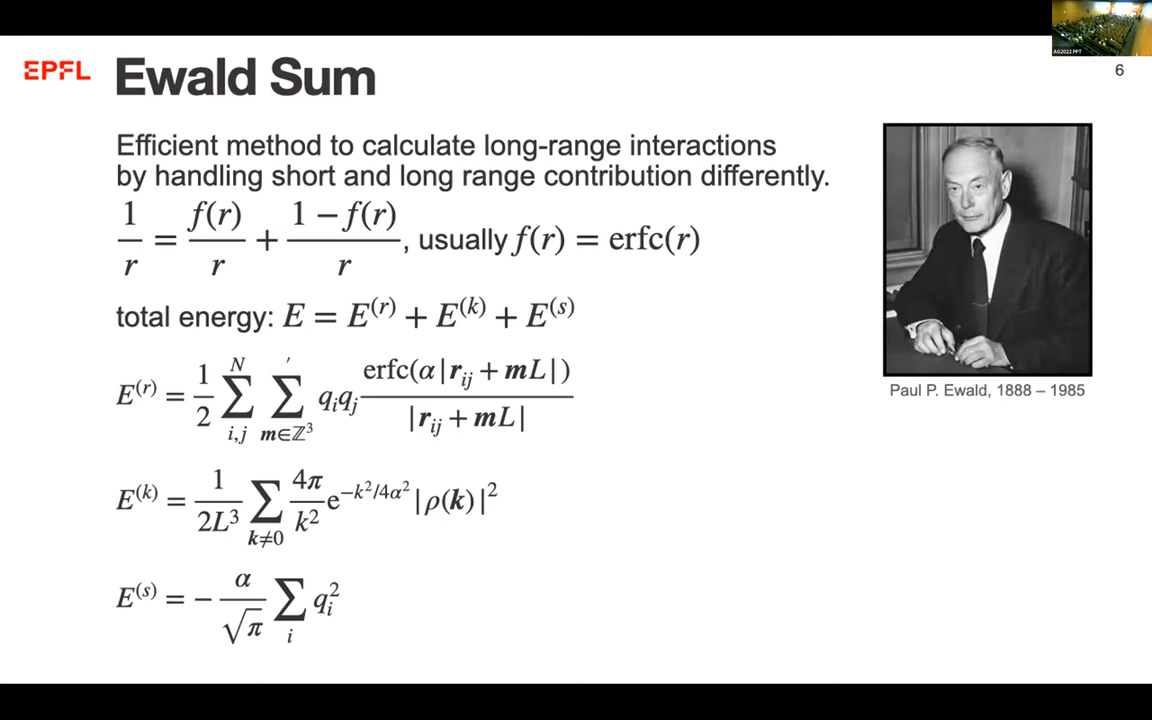 AG2022 PPT
6
EPFL Ewald Sum
Efficient method to calculate long-range interactions
by handling short and long range contribution differently.
1/r = f(r)/r + (1 − f(r))/r, usually f(r) = erfc(r)
total energy: E = E^(r) + E^(k) + E^(s)
E^(r) = 1/2 ∑_{i,j}^{N} ∑′_{m∈ℤ³} q_i q_j erfc(α|r_ij + mL|) / |r_ij + mL|
E^(k) = 1/(2L³) ∑_{k≠0} 4π/k² e^{−k²/4α²} |ρ(k)|²
E^(s) = − α/√π ∑_i q_i²
Paul P. Ewald, 1888 – 1985